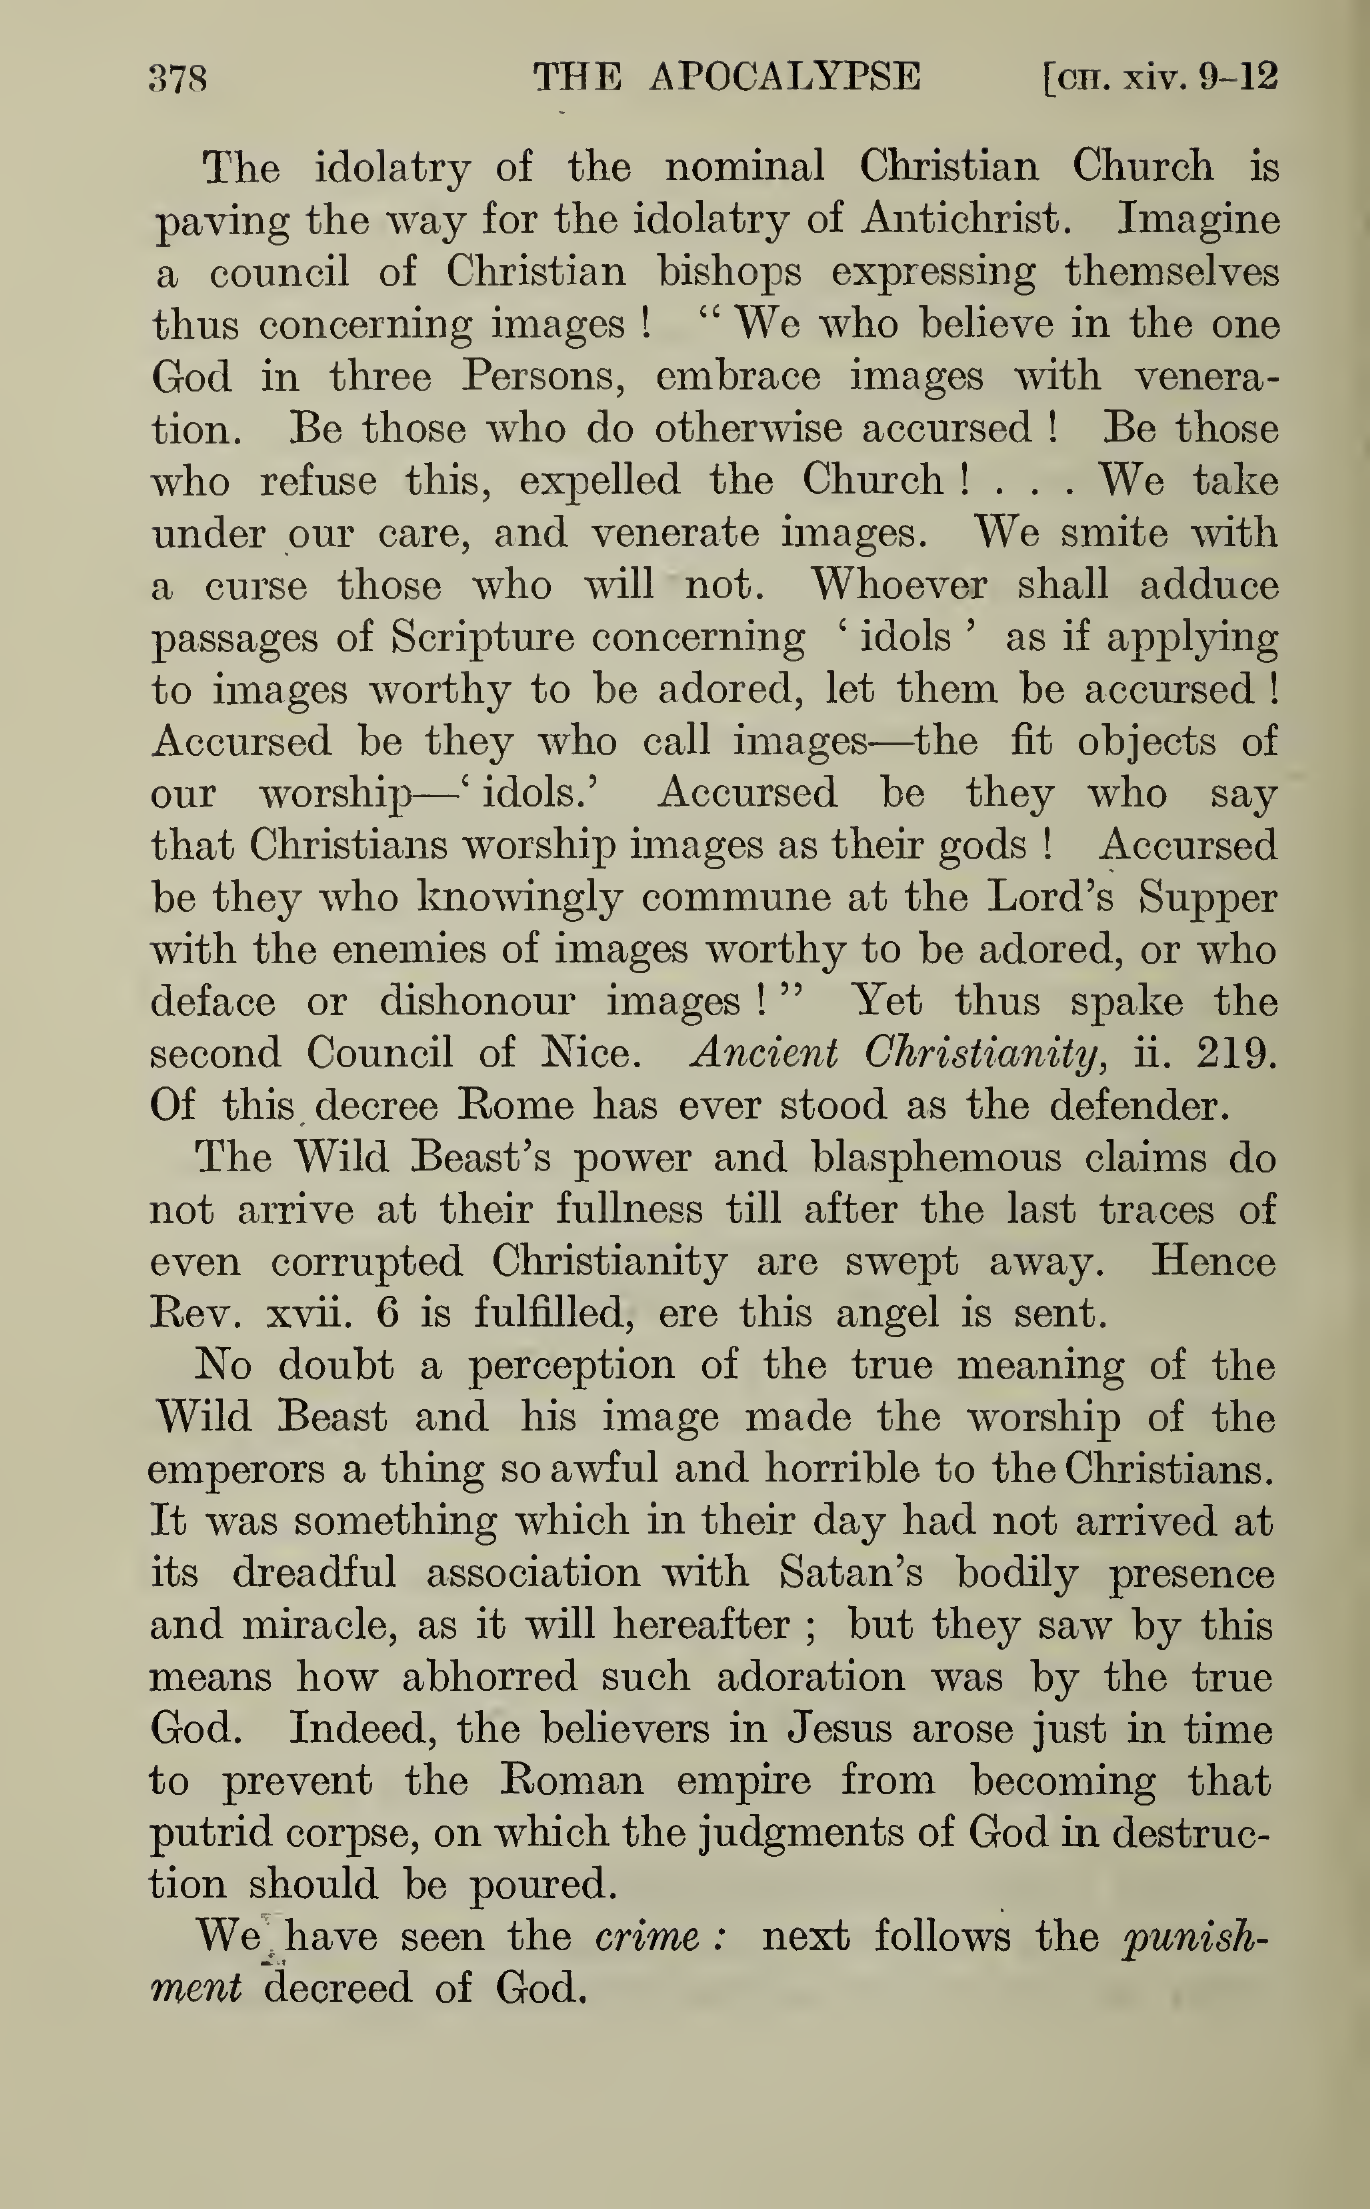 378 THE APOCALYPSE [CH. xiv. 9–12
The idolatry of the nominal Christian Church is
paving the way for the idolatry of Antichrist. Imagine
a council of Christian bishops expressing themselves
thus concerning images ! “ We who believe in the one
God in three Persons, embrace images with venera-
tion. Be those who do otherwise accursed ! Be those
who refuse this, expelled the Church ! . . . We take
under our care, and venerate images. We smite with
a curse those who will not. Whoever shall adduce
passages of Scripture concerning ‘ idols ’ as if applying
to images worthy to be adored, let them be accursed !
Accursed be they who call images—the fit objects of
our worship—‘ idols.’ Accursed be they who say
that Christians worship images as their gods ! Accursed
be they who knowingly commune at the Lord’s Supper
with the enemies of images worthy to be adored, or who
deface or dishonour images ! ” Yet thus spake the
second Council of Nice. Ancient Christianity, ii. 219.
Of this decree Rome has ever stood as the defender.
The Wild Beast’s power and blasphemous claims do
not arrive at their fullness till after the last traces of
even corrupted Christianity are swept away. Hence
Rev. xvii. 6 is fulfilled, ere this angel is sent.
No doubt a perception of the true meaning of the
Wild Beast and his image made the worship of the
emperors a thing so awful and horrible to the Christians.
It was something which in their day had not arrived at
its dreadful association with Satan’s bodily presence
and miracle, as it will hereafter ; but they saw by this
means how abhorred such adoration was by the true
God. Indeed, the believers in Jesus arose just in time
to prevent the Roman empire from becoming that
putrid corpse, on which the judgments of God in destruc-
tion should be poured.
We have seen the crime : next follows the punish-
ment decreed of God.